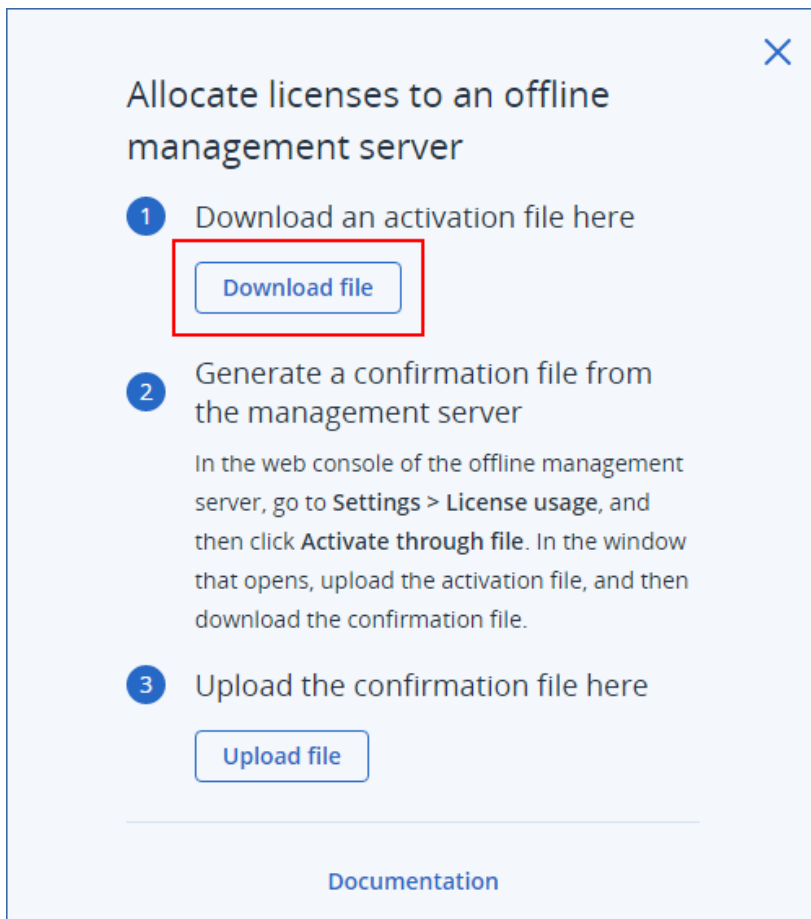 Allocate licenses to an offline
management server
1 Download an activation file here
Download file
2 Generate a confirmation file from
the management server
In the web console of the offline management
server, go to Settings > License usage, and
then click Activate through file. In the window
that opens, upload the activation file, and then
download the confirmation file.
3 Upload the confirmation file here
Upload file
Documentation